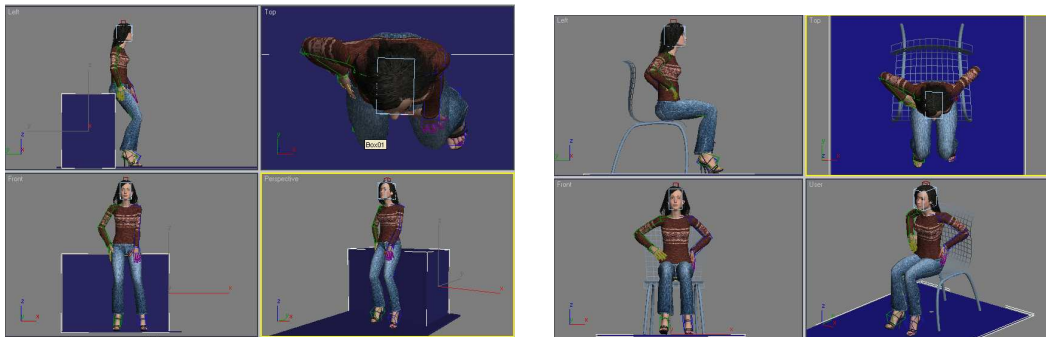 Left
Top
Box01
Front
Perspective
Left
Top
Front
User